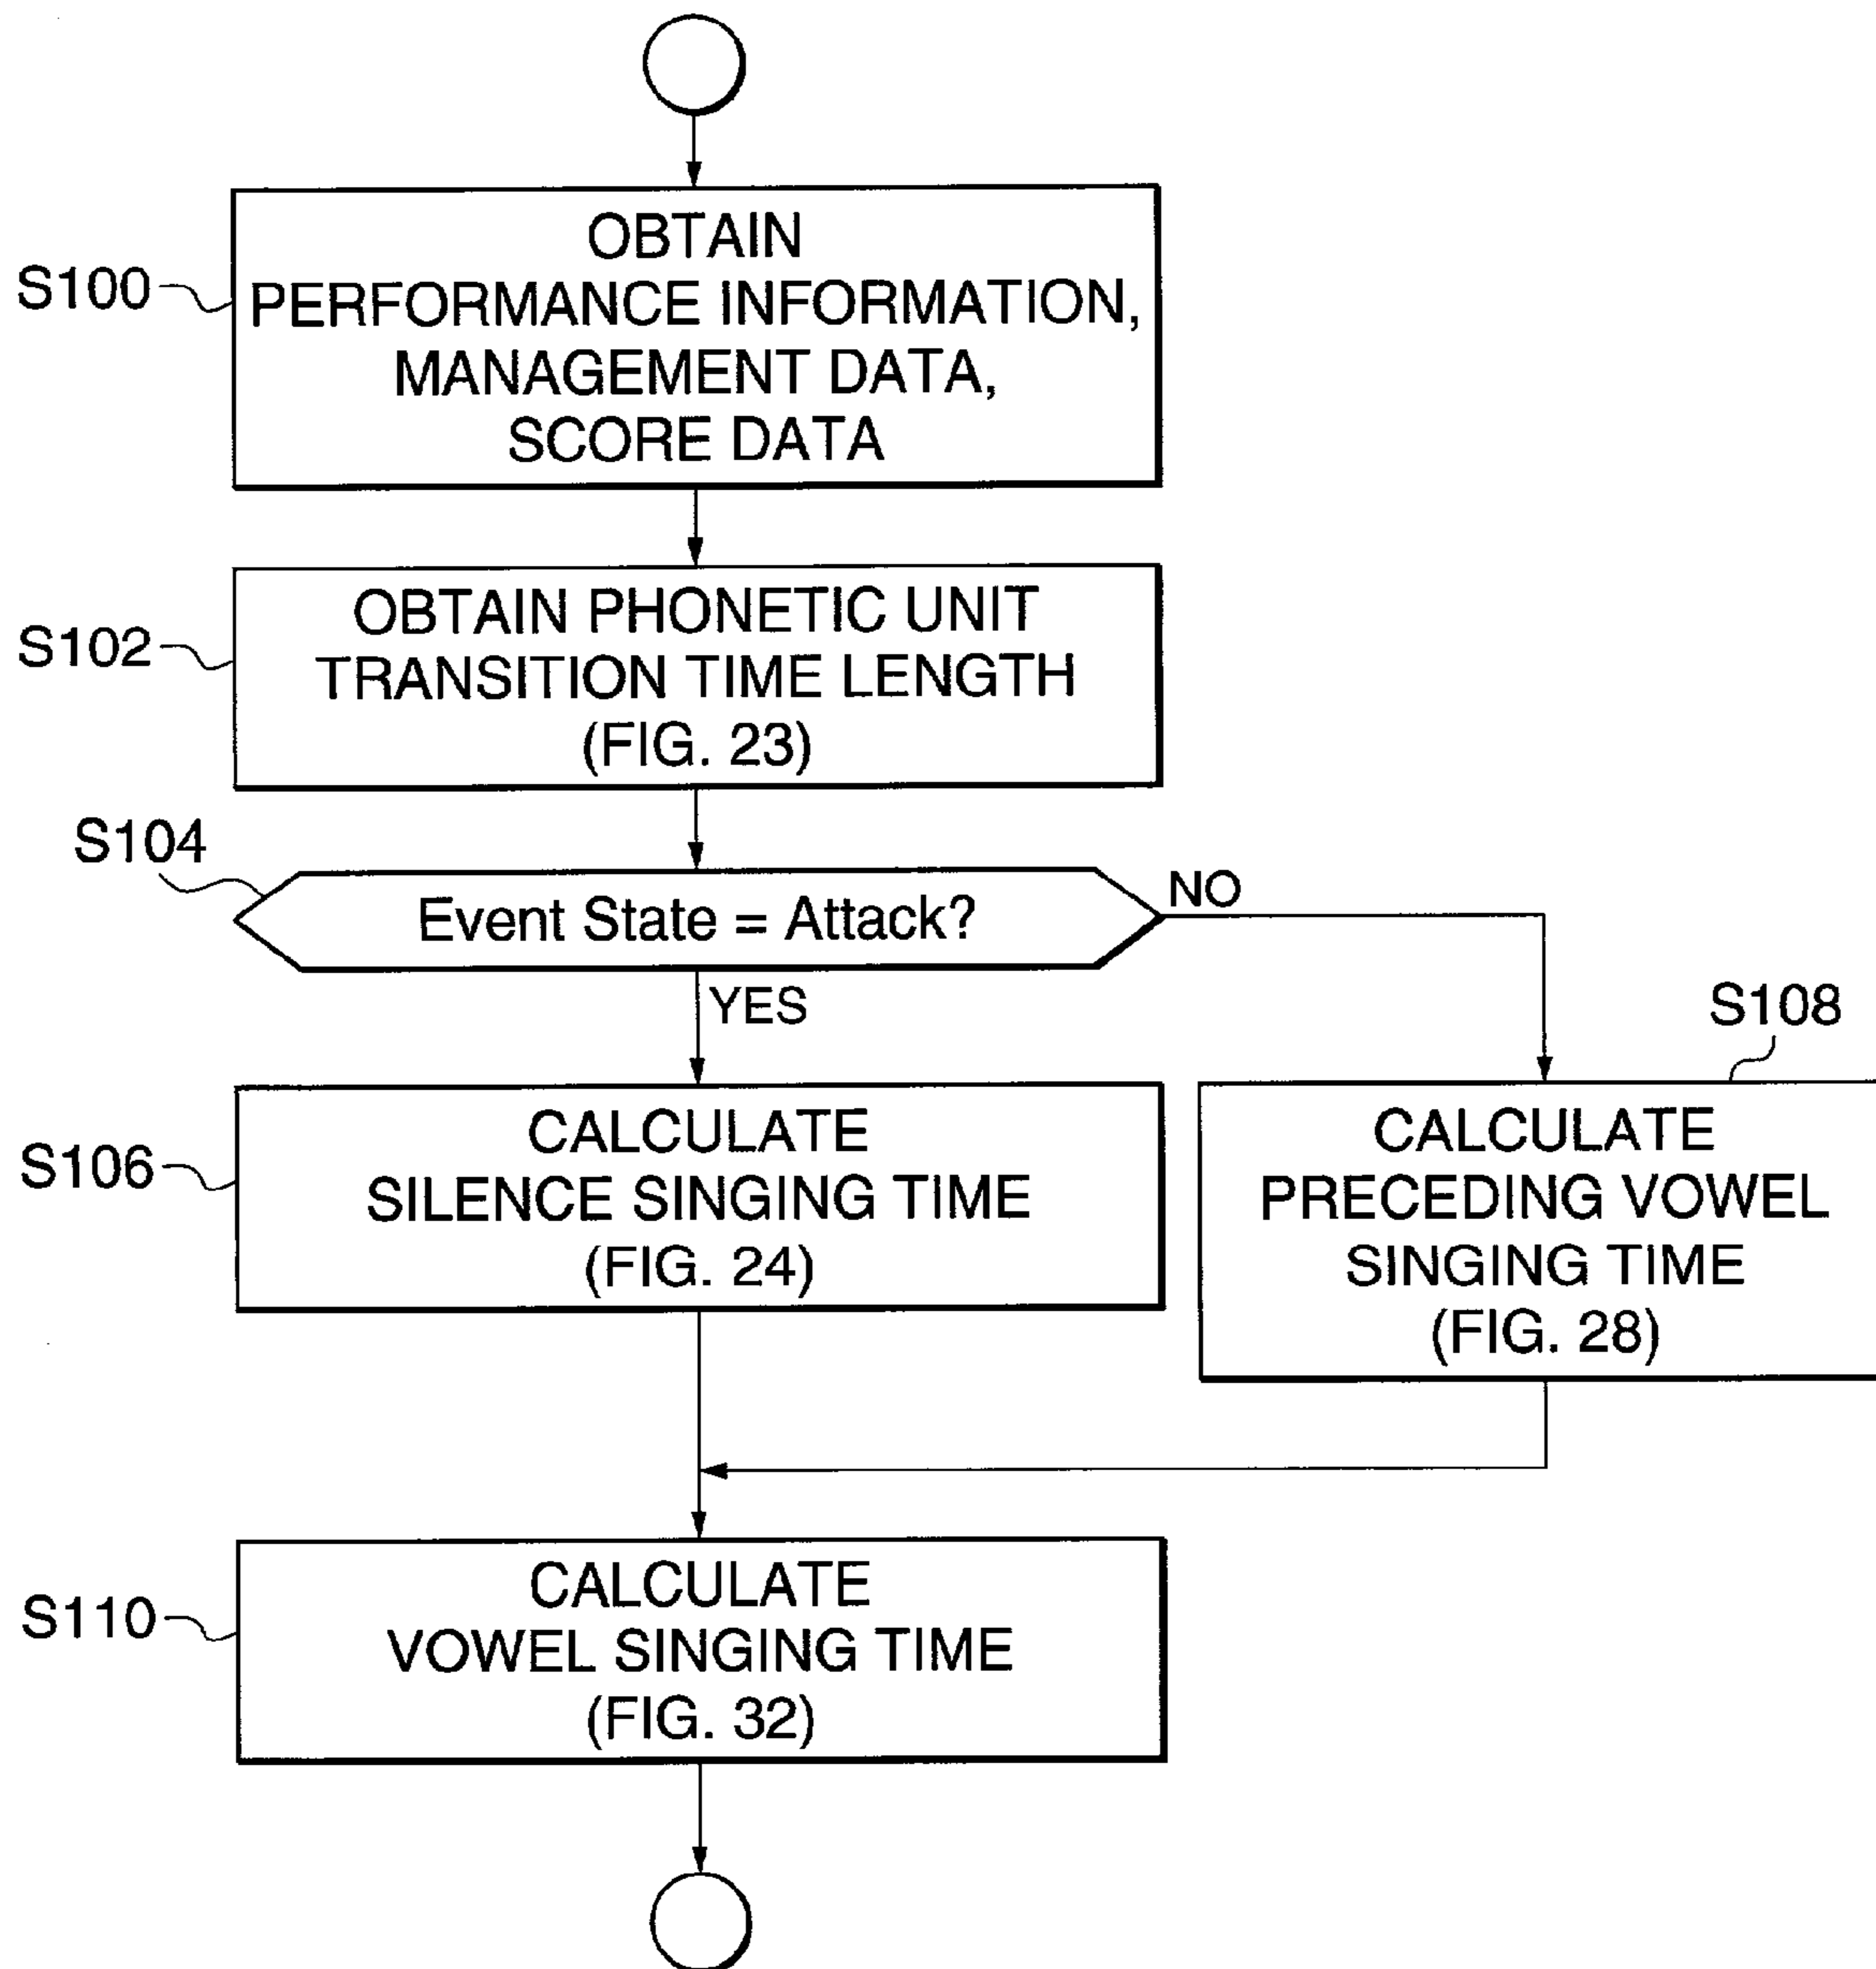 S100
OBTAIN
PERFORMANCE INFORMATION,
MANAGEMENT DATA,
SCORE DATA
S102
OBTAIN PHONETIC UNIT
TRANSITION TIME LENGTH
(FIG. 23)
S104
Event State = Attack?
NO
YES
S106
CALCULATE
SILENCE SINGING TIME
(FIG. 24)
S108
CALCULATE
PRECEDING VOWEL
SINGING TIME
(FIG. 28)
S110
CALCULATE
VOWEL SINGING TIME
(FIG. 32)